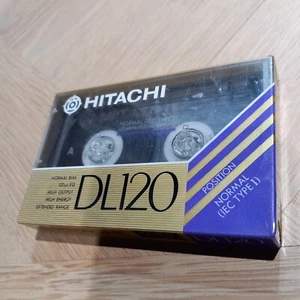 HITACHI
NORMAL BIAS
120μs EQ
HIGH OUTPUT
HIGH ENERGY
EXTENDED RANGE
DL120
POSITION
NORMAL
(IEC TYPE I)